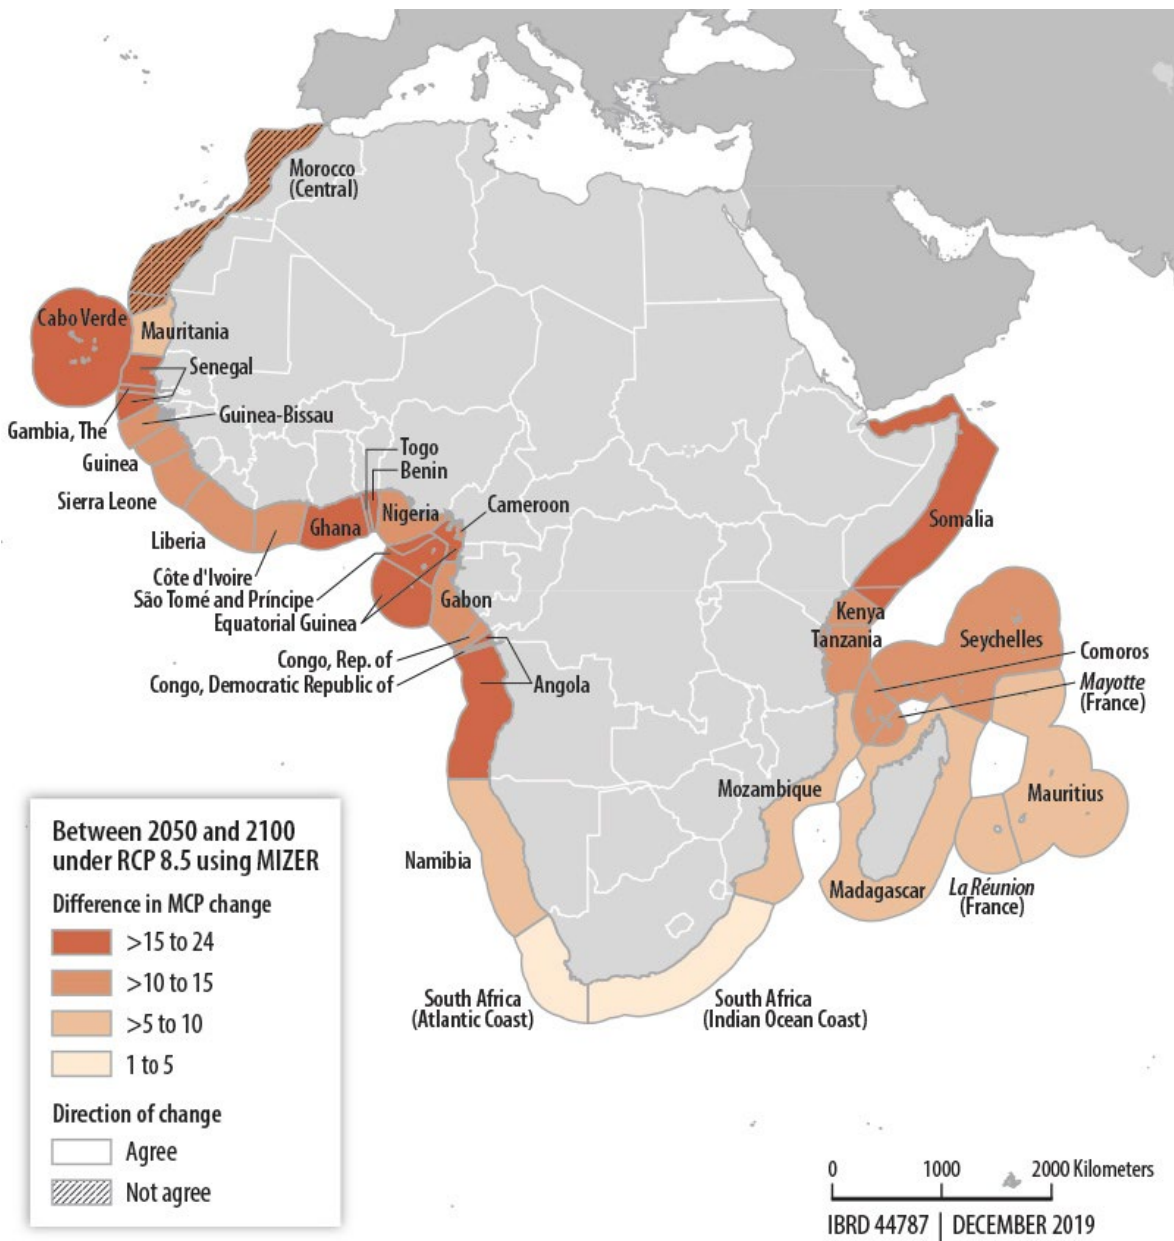 Morocco
(Central)
Cabo Verde
Mauritania
Senegal
Gambia, The
Guinea-Bissau
Guinea
Togo
Benin
Sierra Leone
Nigeria
Cameroon
Ghana
Somalia
Liberia
Côte d'Ivoire
São Tomé and Príncipe
Equatorial Guinea
Gabon
Kenya
Tanzania
Seychelles
Comoros
Congo, Rep. of
Congo, Democratic Republic of
Angola
Mayotte
(France)
Mozambique
Mauritius
Namibia
Madagascar
La Réunion
(France)
South Africa
(Atlantic Coast)
South Africa
(Indian Ocean Coast)
Between 2050 and 2100
under RCP 8.5 using MIZER
Difference in MCP change
>15 to 24
>10 to 15
>5 to 10
1 to 5
Direction of change
Agree
Not agree
0 1000 2000 Kilometers
IBRD 44787 | DECEMBER 2019